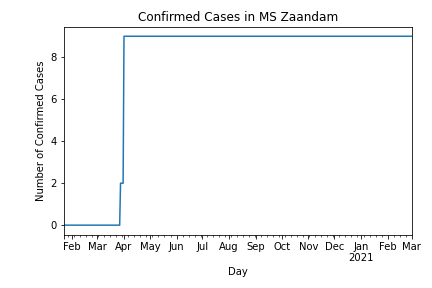 Confirmed Cases in MS Zaandam
Number of Confirmed Cases
8
6
4
2
0
Feb Mar Apr May Jun Jul Aug Sep Oct Nov Dec Jan Feb Mar
2021
Day